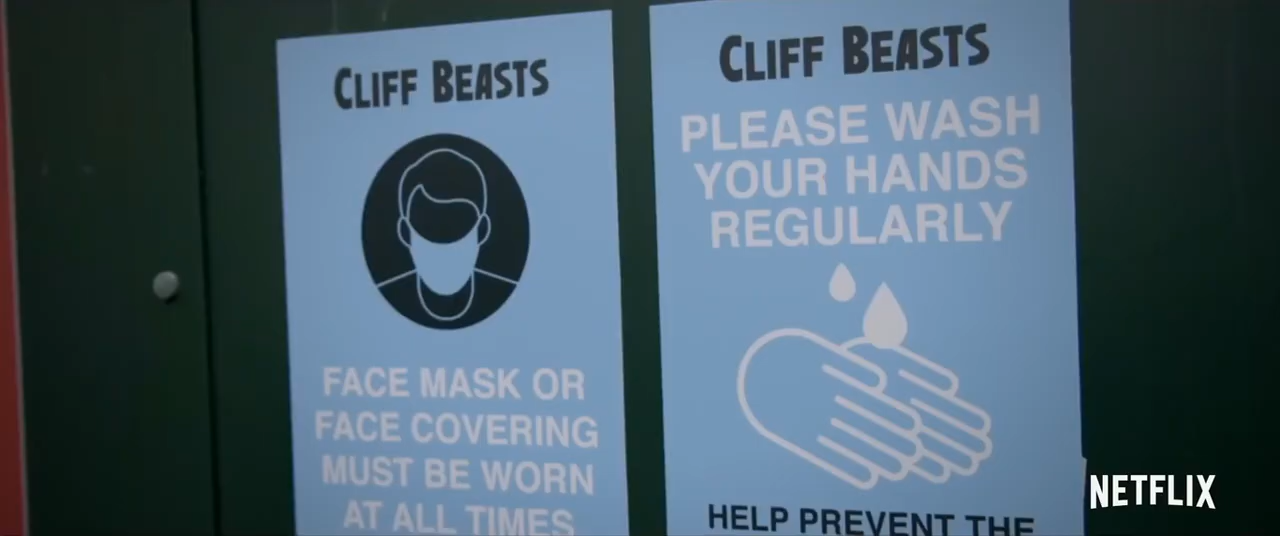 CLIFF BEASTS
FACE MASK OR
FACE COVERING
MUST BE WORN
AT ALL TIMES
CLIFF BEASTS
PLEASE WASH
YOUR HANDS
REGULARLY
HELP PREVENT THE
NETFLIX